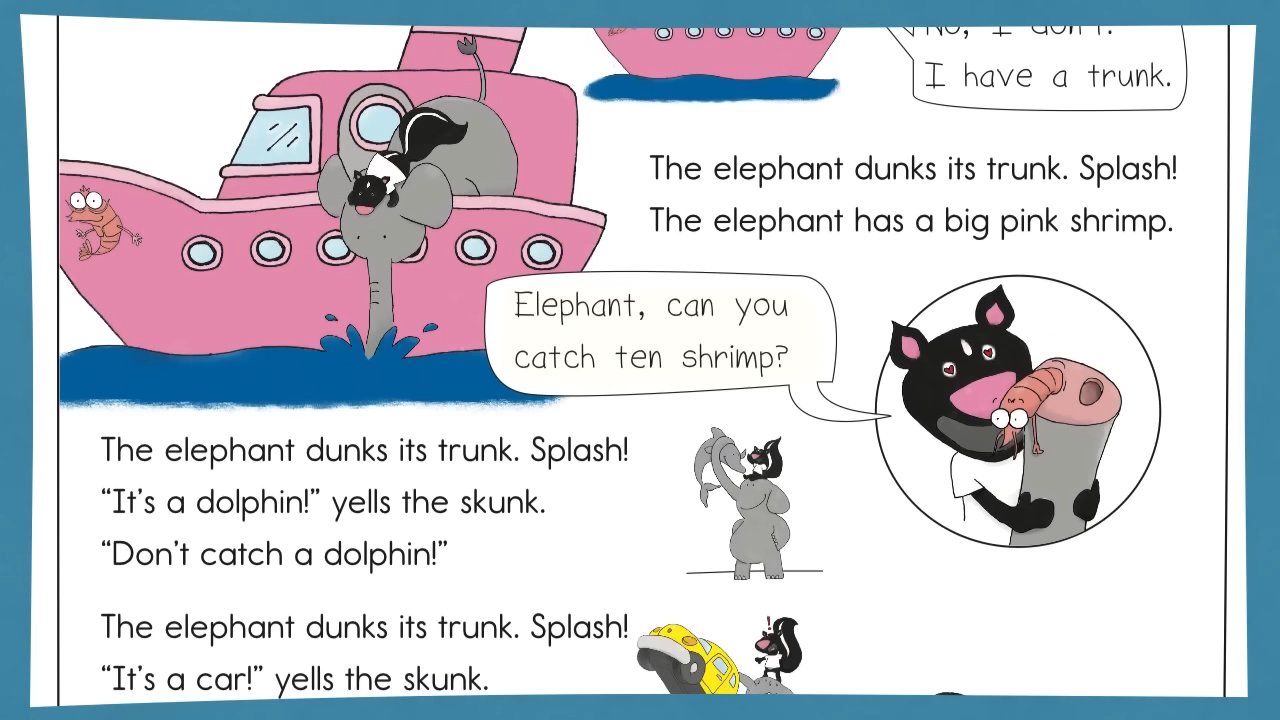 No, I don't.
I have a trunk.
The elephant dunks its trunk. Splash!
The elephant has a big pink shrimp.
Elephant, can you
catch ten shrimp?
The elephant dunks its trunk. Splash!
“It’s a dolphin!” yells the skunk.
“Don’t catch a dolphin!”
The elephant dunks its trunk. Splash!
“It’s a car!” yells the skunk.